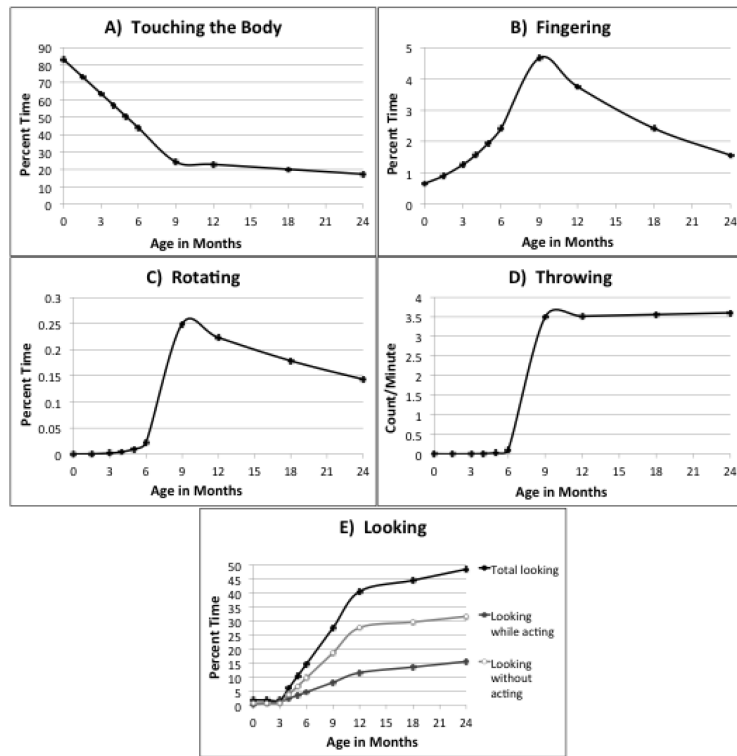 A) Touching the Body
Percent Time
90
80
70
60
50
40
30
20
10
0
0 3 6 9 12 15 18 21 24
Age in Months
B) Fingering
Percent Time
5
4
3
2
1
0
0 3 6 9 12 15 18 21 24
Age in Months
C) Rotating
Percent Time
0.3
0.25
0.2
0.15
0.1
0.05
0
0 3 6 9 12 15 18 21 24
Age in Months
D) Throwing
Count/Minute
4
3.5
3
2.5
2
1.5
1
0.5
0
0 3 6 9 12 15 18 21 24
Age in Months
E) Looking
Percent Time
50
45
40
35
30
25
20
15
10
5
0
0 3 6 9 12 15 18 21 24
Age in Months
Total looking
Looking
while acting
Looking
without
acting